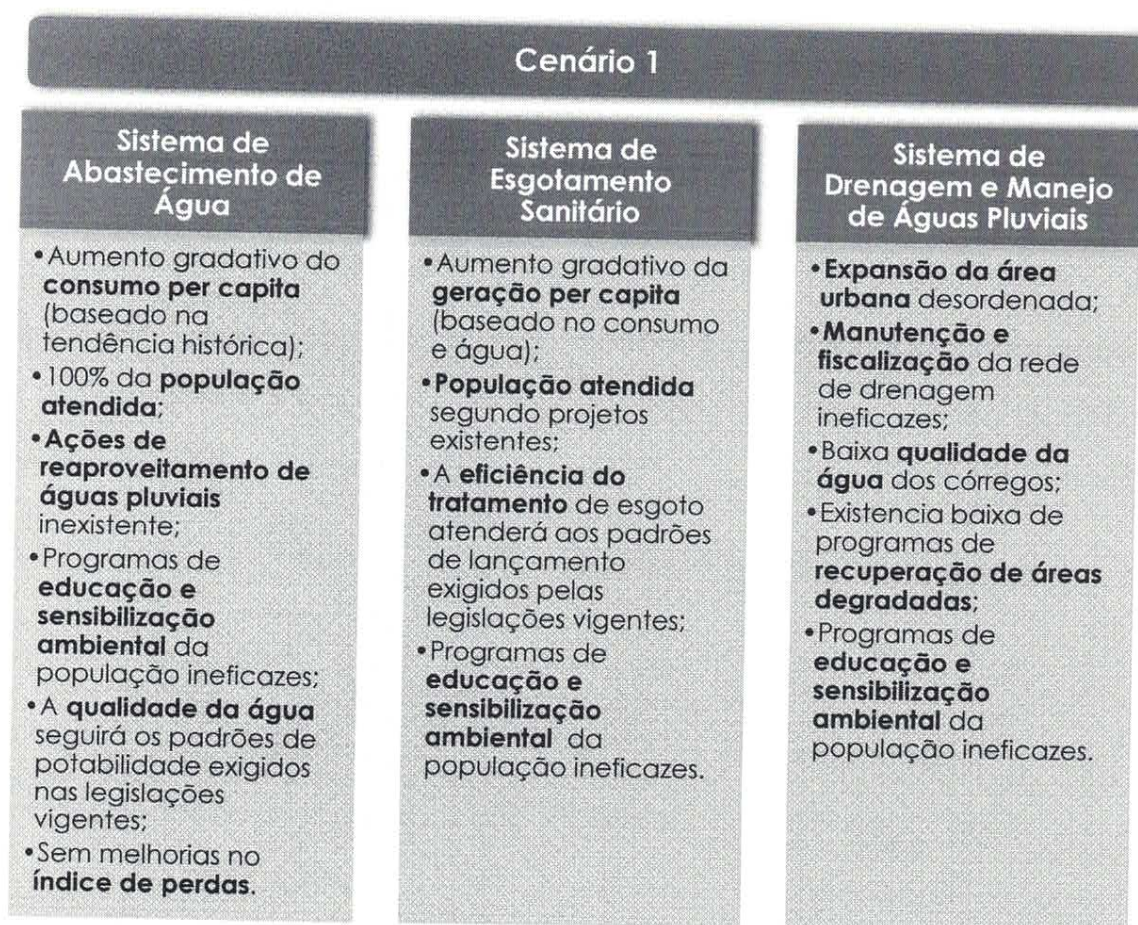 Cenário 1
Sistema de
Abastecimento de
Água
•Aumento gradativo do
consumo per capita
(baseado na
tendência histórica);
•100% da população
atendida;
•Ações de
reaproveitamento de
águas pluviais
inexistente;
•Programas de
educação e
sensibilização
ambiental da
população ineficazes;
•A qualidade da água
seguirá os padrões de
potabilidade exigidos
nas legislações
vigentes;
•Sem melhorias no
índice de perdas.
Sistema de
Esgotamento
Sanitário
•Aumento gradativo da
geração per capita
(baseado no consumo
e água);
•População atendida
segundo projetos
existentes;
•A eficiência do
tratamento de esgoto
atenderá aos padrões
de lançamento
exigidos pelas
legislações vigentes;
•Programas de
educação e
sensibilização
ambiental da
população ineficazes.
Sistema de
Drenagem e Manejo
de Águas Pluviais
•Expansão da área
urbana desordenada;
•Manutenção e
fiscalização da rede
de drenagem
ineficazes;
•Baixa qualidade da
água dos córregos;
•Existencia baixa de
programas de
recuperação de áreas
degradadas;
•Programas de
educação e
sensibilização
ambiental da
população ineficazes.